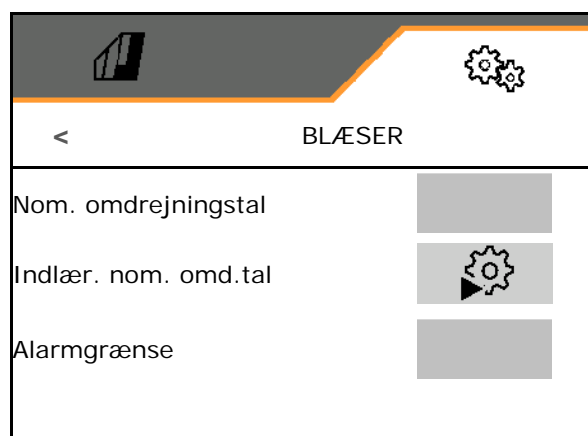 < BLÆSER
Nom. omdrejningstal
Indlær. nom. omd.tal
Alarmgrænse